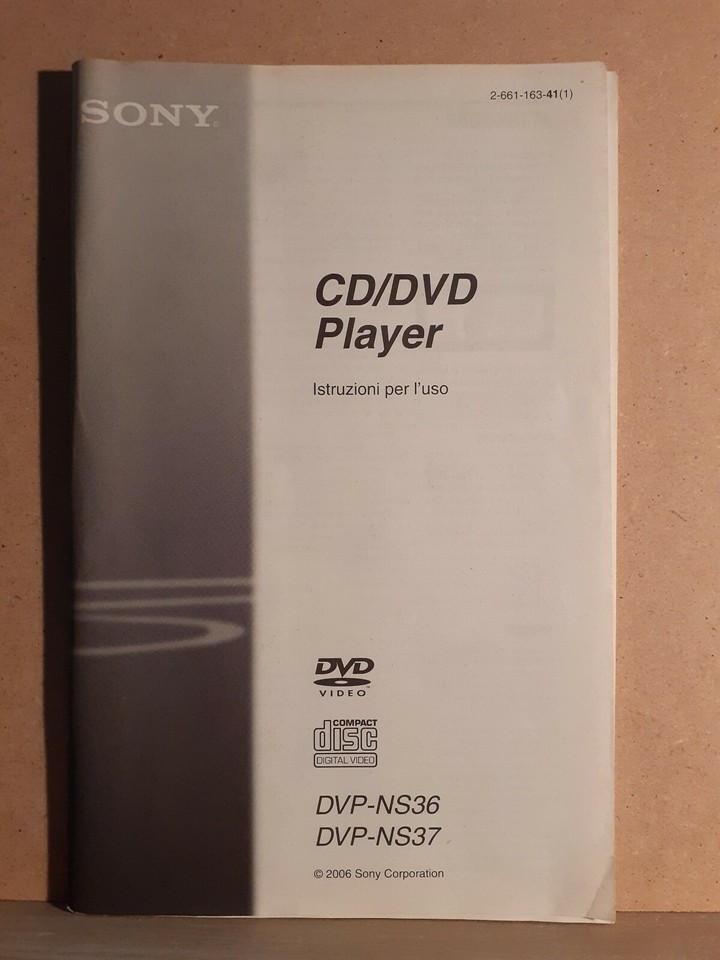 SONY
2-661-163-41(1)
CD/DVD
Player
Istruzioni per l'uso
DVD
VIDEO
COMPACT
disc
DIGITAL VIDEO
DVP-NS36
DVP-NS37
© 2006 Sony Corporation